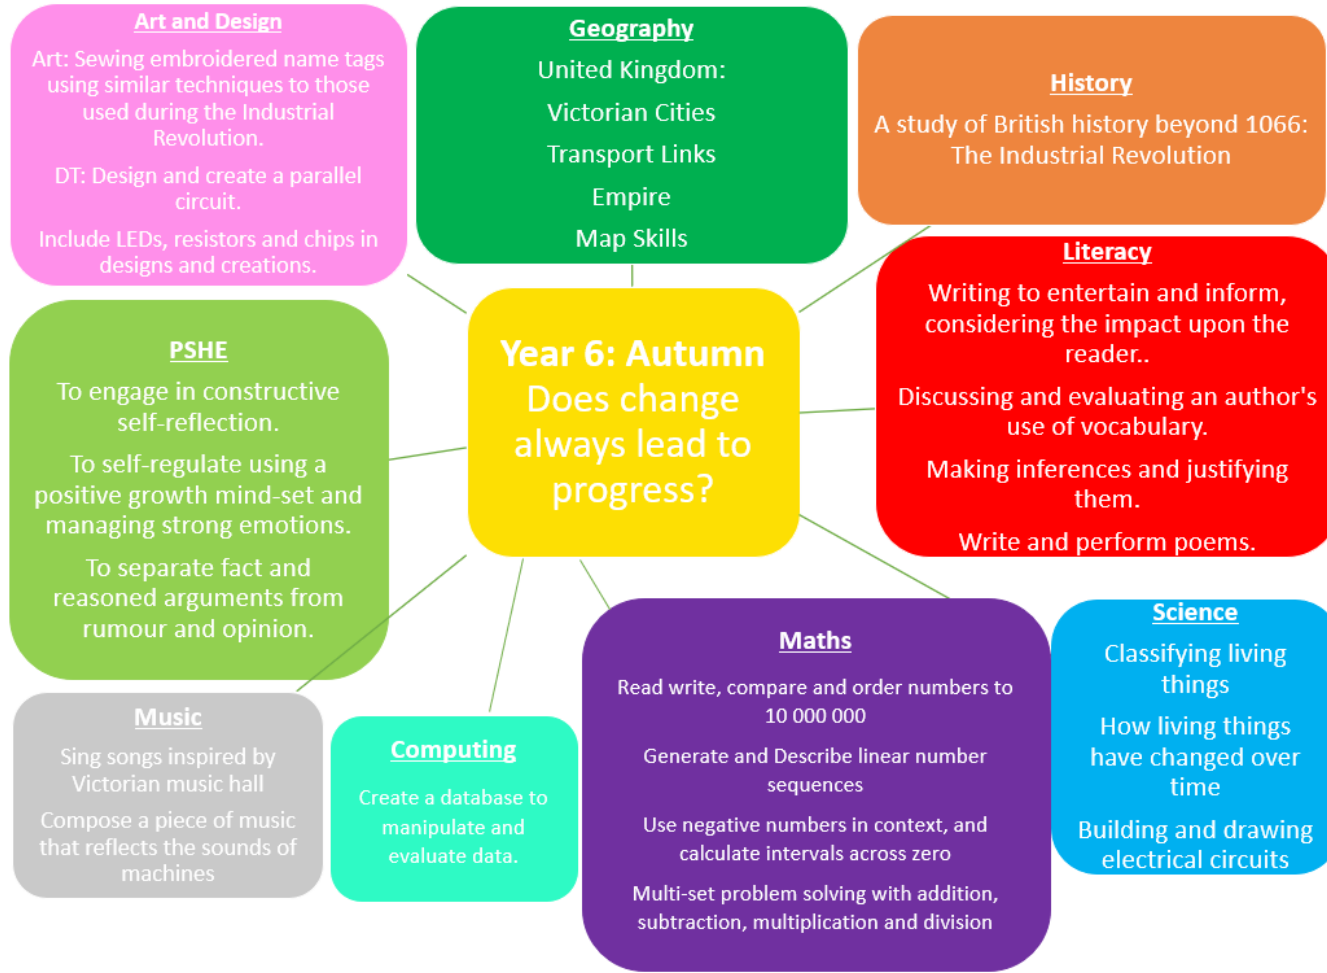 Art and Design
Art: Sewing embroidered name tags
using similar techniques to those
used during the Industrial
Revolution.
DT: Design and create a parallel
circuit.
Include LEDs, resistors and chips in
designs and creations.
Geography
United Kingdom:
Victorian Cities
Transport Links
Empire
Map Skills
History
A study of British history beyond 1066:
The Industrial Revolution
Literacy
Writing to entertain and inform,
considering the impact upon the
reader..
Discussing and evaluating an author's
use of vocabulary.
Making inferences and justifying
them.
Write and perform poems.
PSHE
To engage in constructive
self-reflection.
To self-regulate using a
positive growth mind-set and
managing strong emotions.
To separate fact and
reasoned arguments from
rumour and opinion.
Year 6: Autumn
Does change
always lead to
progress?
Music
Sing songs inspired by
Victorian music hall
Compose a piece of music
that reflects the sounds of
machines
Computing
Create a database to
manipulate and
evaluate data.
Maths
Read write, compare and order numbers to
10 000 000
Generate and Describe linear number
sequences
Use negative numbers in context, and
calculate intervals across zero
Multi-set problem solving with addition,
subtraction, multiplication and division
Science
Classifying living
things
How living things
have changed over
time
Building and drawing
electrical circuits